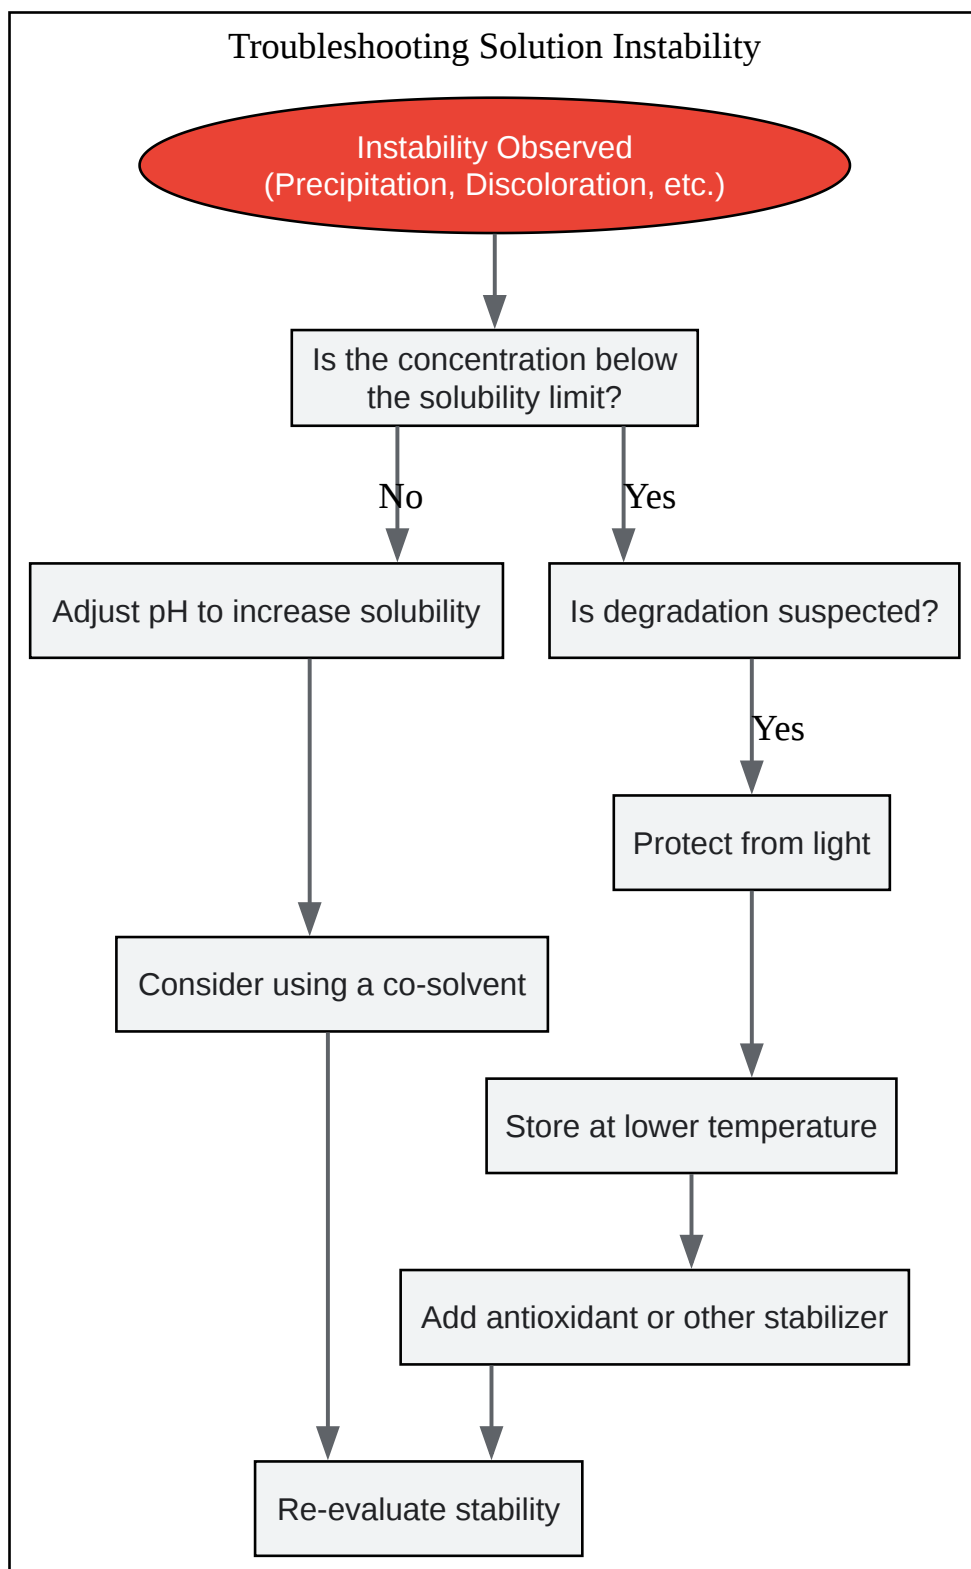 Troubleshooting Solution Instability
Instability Observed
(Precipitation, Discoloration, etc.)
Is the concentration below
the solubility limit?
No
Yes
Adjust pH to increase solubility
Is degradation suspected?
Yes
Protect from light
Consider using a co-solvent
Store at lower temperature
Add antioxidant or other stabilizer
Re-evaluate stability